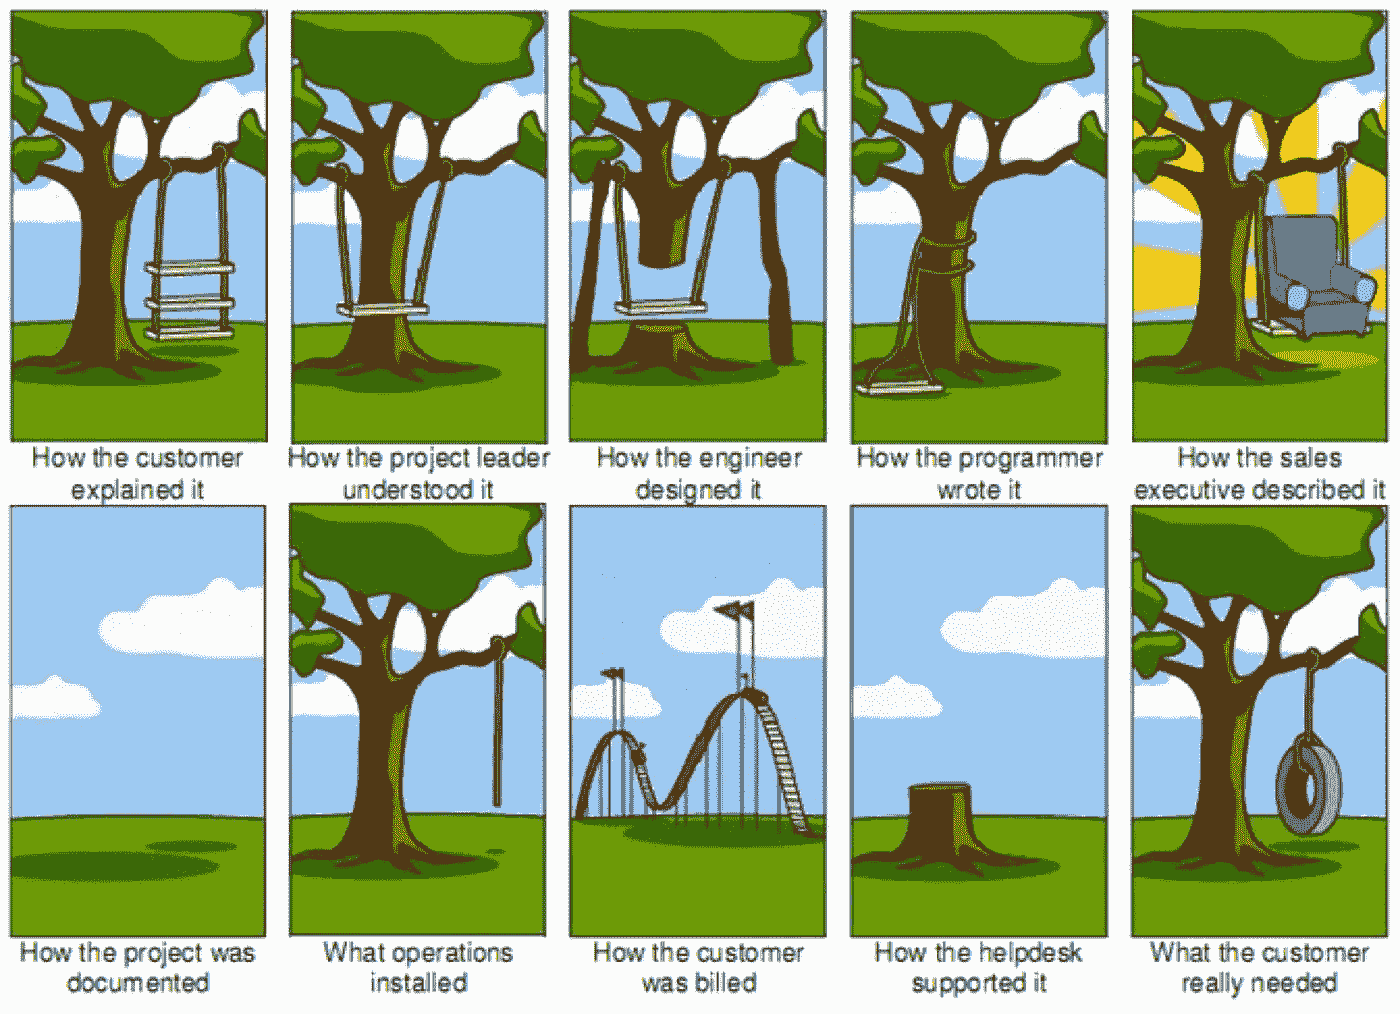 How the customer
explained it
How the project leader
understood it
How the engineer
designed it
How the programmer
wrote it
How the sales
executive described it
How the project was
documented
What operations
installed
How the customer
was billed
How the helpdesk
supported it
What the customer
really needed